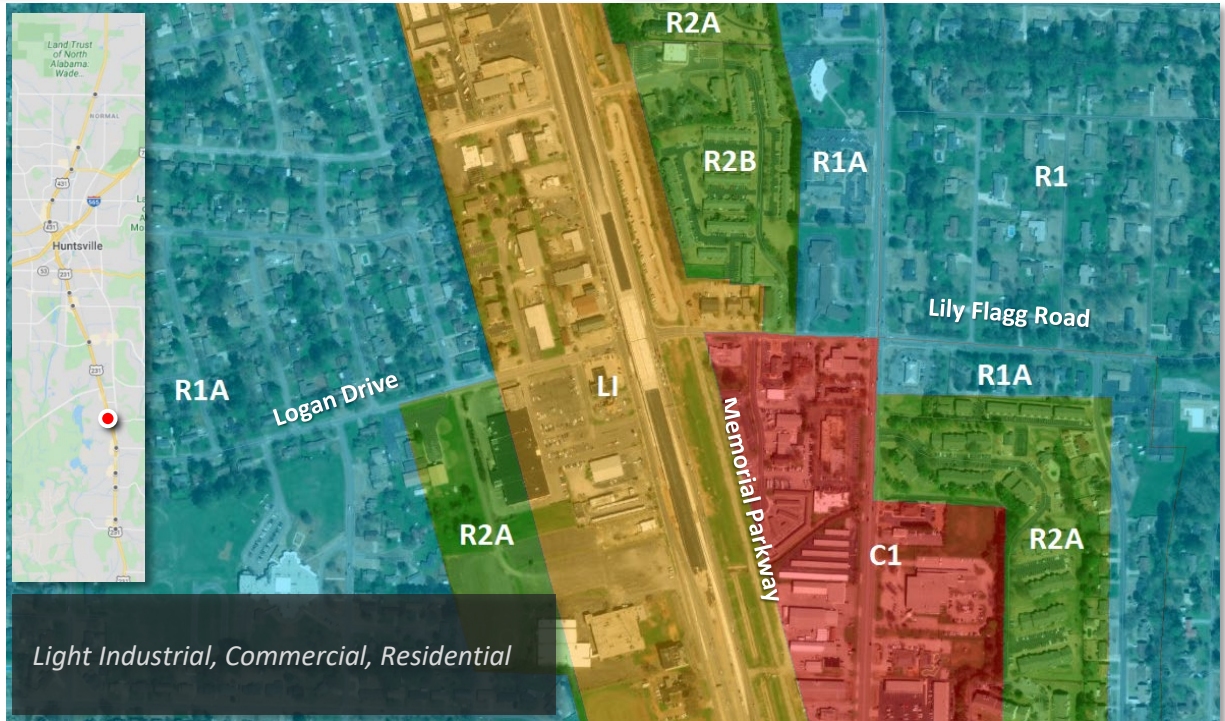 Land Trust
of North
Alabama:
Wade...
NORMAL
431
565
431
Huntsville
53
231
231
231
R2A
R2B
R1A
R1
Lily Flagg Road
R1A
R1A
Logan Drive
LI
Memorial Parkway
R2A
C1
R2A
Light Industrial, Commercial, Residential